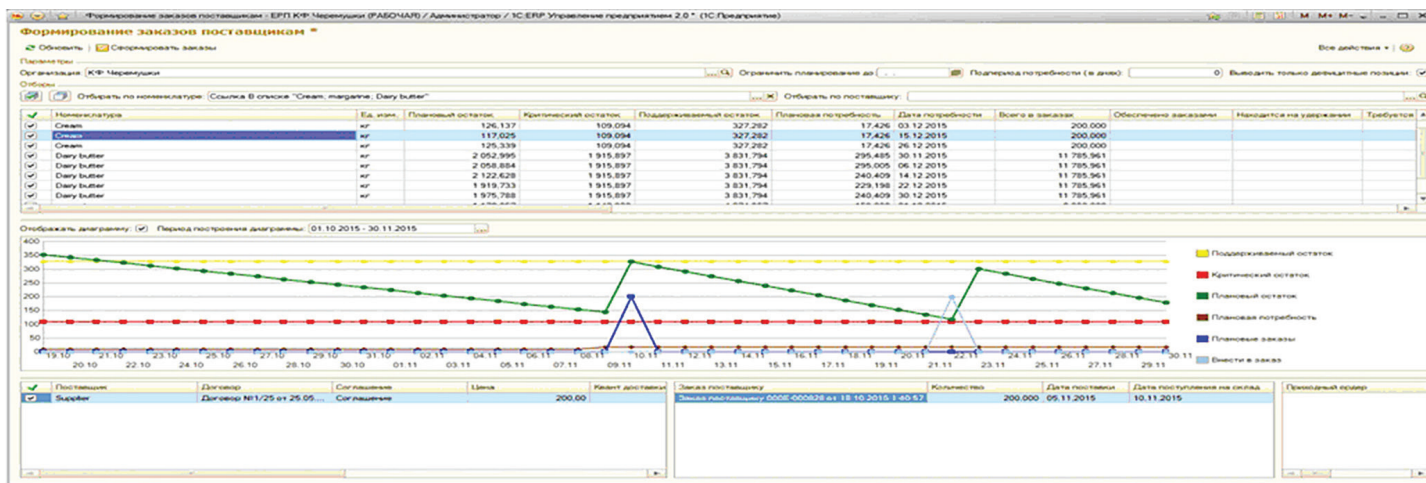 Формирование заказов поставщикам - ЕРП КФ Черемушки (РАБОЧАЯ) / Администратор / 1С:ERP Управление предприятием 2.0 * (1С:Предприятие) M M+ M-
Формирование заказов поставщикам *
Обновить Сформировать заказы Все действия
Параметры
Организация: КФ Черемушки ... Ограничить планирование до . . Подпериод потребности (в днях): 0 Выводить только дефицитные позиции:
Отборы
Отбирать по номенклатуре: Ссылка В списке "Cream; margarine; Dairy butter" ... Отбирать по поставщику: ...
Номенклатура Ед. изм. Плановый остаток Критический остаток Поддерживаемый остаток Плановая потребность Дата потребности Всего в заказах Обеспечено заказами Находится на удержании Требуется
Cream кг 126,137 109,094 327,282 17,426 03.12.2015 200,000
Cream кг 117,025 109,094 327,282 17,426 15.12.2015 200,000
Cream кг 125,339 109,094 327,282 17,426 26.12.2015 200,000
Dairy butter кг 2 052,995 1 915,897 3 831,794 295,485 30.11.2015 11 785,961
Dairy butter кг 2 058,884 1 915,897 3 831,794 295,005 06.12.2015 11 785,961
Dairy butter кг 2 122,628 1 915,897 3 831,794 240,409 14.12.2015 11 785,961
Dairy butter кг 1 919,733 1 915,897 3 831,794 229,198 22.12.2015 11 785,961
Dairy butter кг 1 975,788 1 915,897 3 831,794 240,409 30.12.2015 11 785,961
Отображать диаграмму: Период построения диаграммы: 01.10.2015 - 30.11.2015 ...
400
350
300
250
200
150
100
50
0
Поддерживаемый остаток
Критический остаток
Плановый остаток
Плановая потребность
Плановые заказы
Внести в заказ
19.10 21.10 23.10 25.10 27.10 29.10 31.10 02.11 04.11 06.11 08.11 10.11 12.11 14.11 16.11 18.11 20.11 22.11 24.11 26.11 28.11 30.11
20.10 22.10 24.10 26.10 28.10 30.10 01.11 03.11 05.11 07.11 09.11 11.11 13.11 15.11 17.11 19.11 21.11 23.11 25.11 27.11 29.11
Поставщик Договор Соглашение Цена Квант доставки Заказ поставщику Количество Дата поставки Дата поступления на склад Приходный ордер
Supplier Договор №1/25 от 25.05... Соглашение 200,00 200,000 05.11.2015 10.11.2015